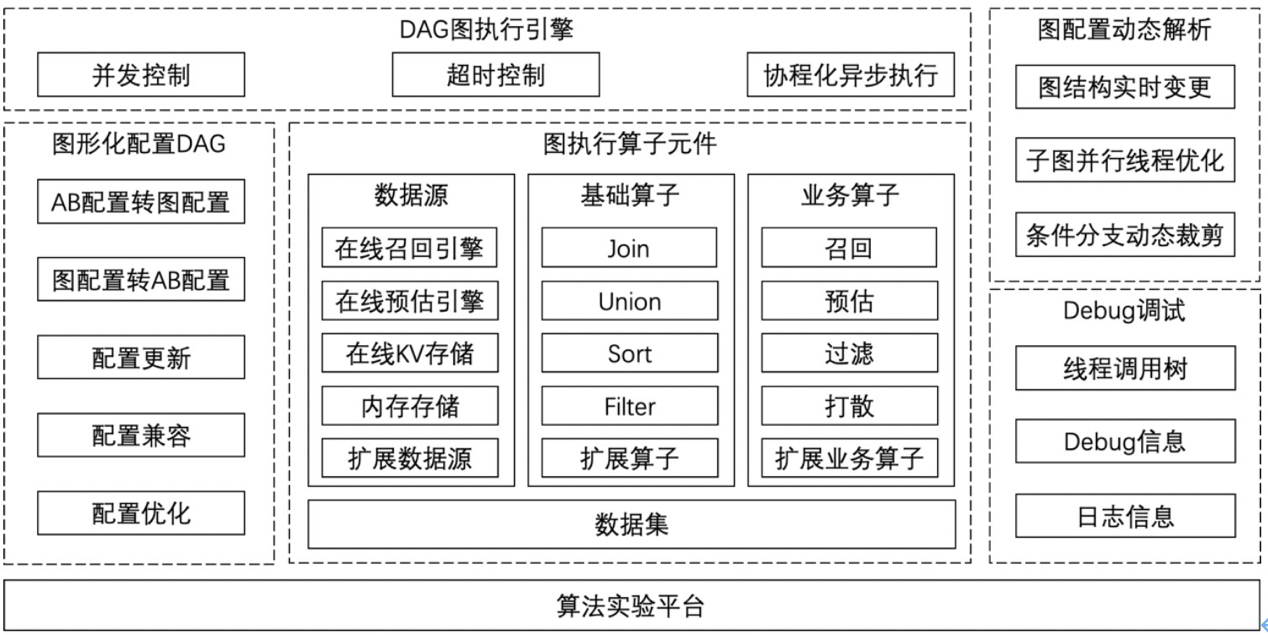 DAG图执行引擎
并发控制
超时控制
协程化异步执行
图形化配置DAG
AB配置转图配置
图配置转AB配置
配置更新
配置兼容
配置优化
图执行算子元件
数据源
在线召回引擎
在线预估引擎
在线KV存储
内存存储
扩展数据源
基础算子
Join
Union
Sort
Filter
扩展算子
业务算子
召回
预估
过滤
打散
扩展业务算子
数据集
图配置动态解析
图结构实时变更
子图并行线程优化
条件分支动态裁剪
Debug调试
线程调用树
Debug信息
日志信息
算法实验平台